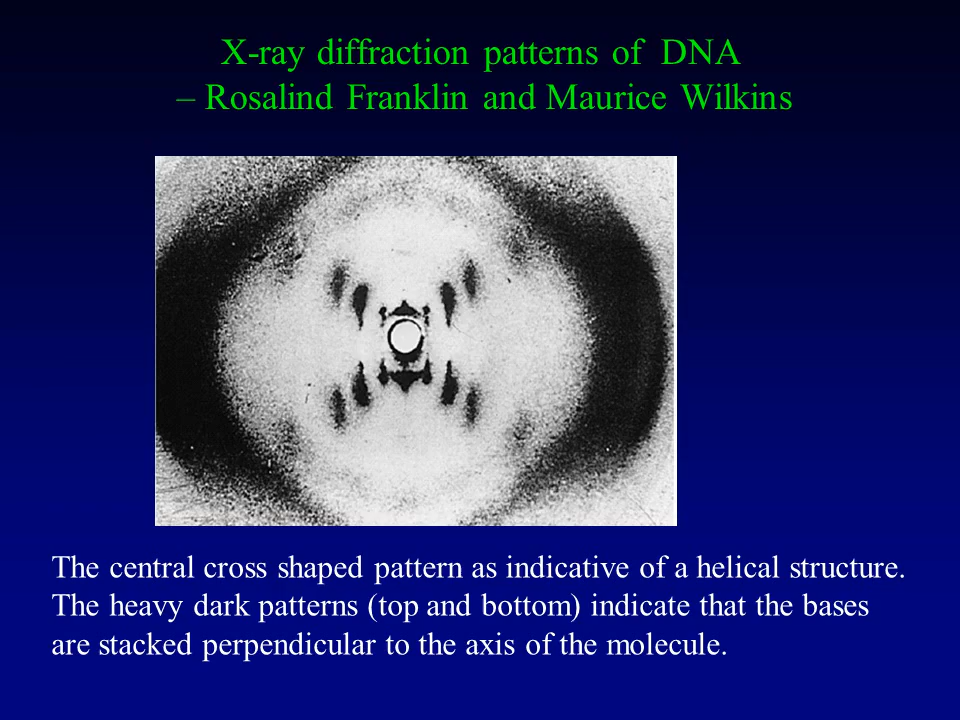 X-ray diffraction patterns of DNA
– Rosalind Franklin and Maurice Wilkins
The central cross shaped pattern as indicative of a helical structure.
The heavy dark patterns (top and bottom) indicate that the bases
are stacked perpendicular to the axis of the molecule.